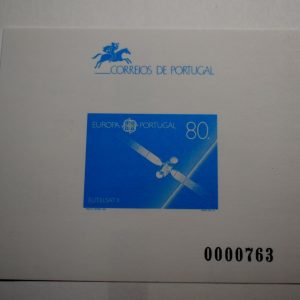 CORREIOS DE PORTUGAL
EUROPA PORTUGAL 80
EUTELSAT II
0000763